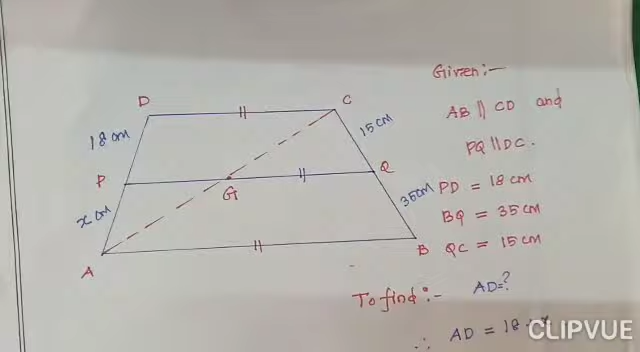 Given:-
AB || CD and
PQ || DC.
PD = 18 cm
BQ = 35 cm
QC = 15 cm
To find:- AD=?
∴ AD = 18
D
C
18 cm
15 cm
P
G
Q
x cm
35 cm
A
B
CLIPVUE